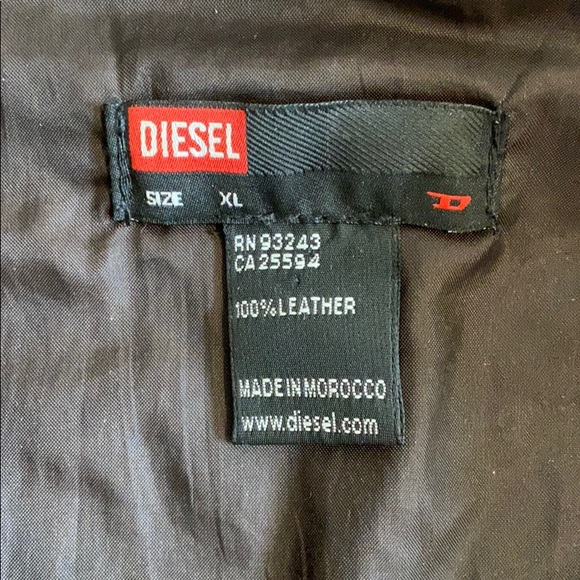 DIESEL
SIZE XL D
RN 93243
CA 25594
100% LEATHER
MADE IN MOROCCO
www.diesel.com